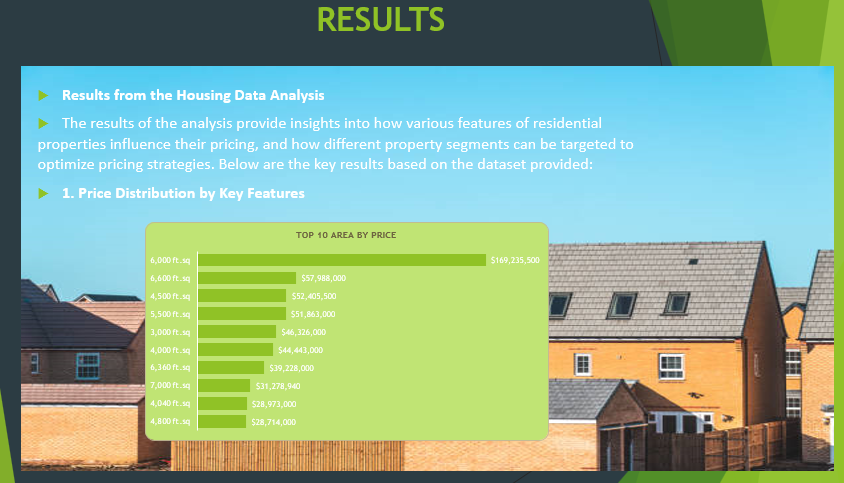 RESULTS
Results from the Housing Data Analysis
The results of the analysis provide insights into how various features of residential
properties influence their pricing, and how different property segments can be targeted to
optimize pricing strategies. Below are the key results based on the dataset provided:
1. Price Distribution by Key Features
TOP 10 AREA BY PRICE
6,000 ft.sq $169,235,500
6,600 ft.sq $57,988,000
4,500 ft.sq $52,405,500
5,500 ft.sq $51,863,000
3,000 ft.sq $46,326,000
4,000 ft.sq $44,443,000
6,360 ft.sq $39,228,000
7,000 ft.sq $31,278,940
4,040 ft.sq $28,973,000
4,800 ft.sq $28,714,000